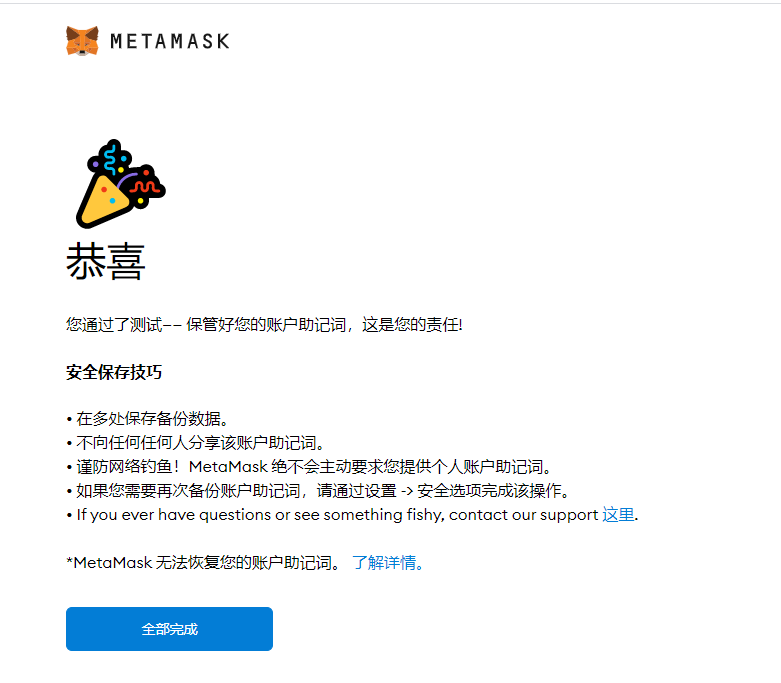 METAMASK
恭喜
您通过了测试–– 保管好您的账户助记词，这是您的责任!
安全保存技巧
• 在多处保存备份数据。
• 不向任何任何人分享该账户助记词。
• 谨防网络钓鱼！MetaMask 绝不会主动要求您提供个人账户助记词。
• 如果您需要再次备份账户助记词，请通过设置 -> 安全选项完成该操作。
• If you ever have questions or see something fishy, contact our support 这里.
*MetaMask 无法恢复您的账户助记词。 了解详情。
全部完成